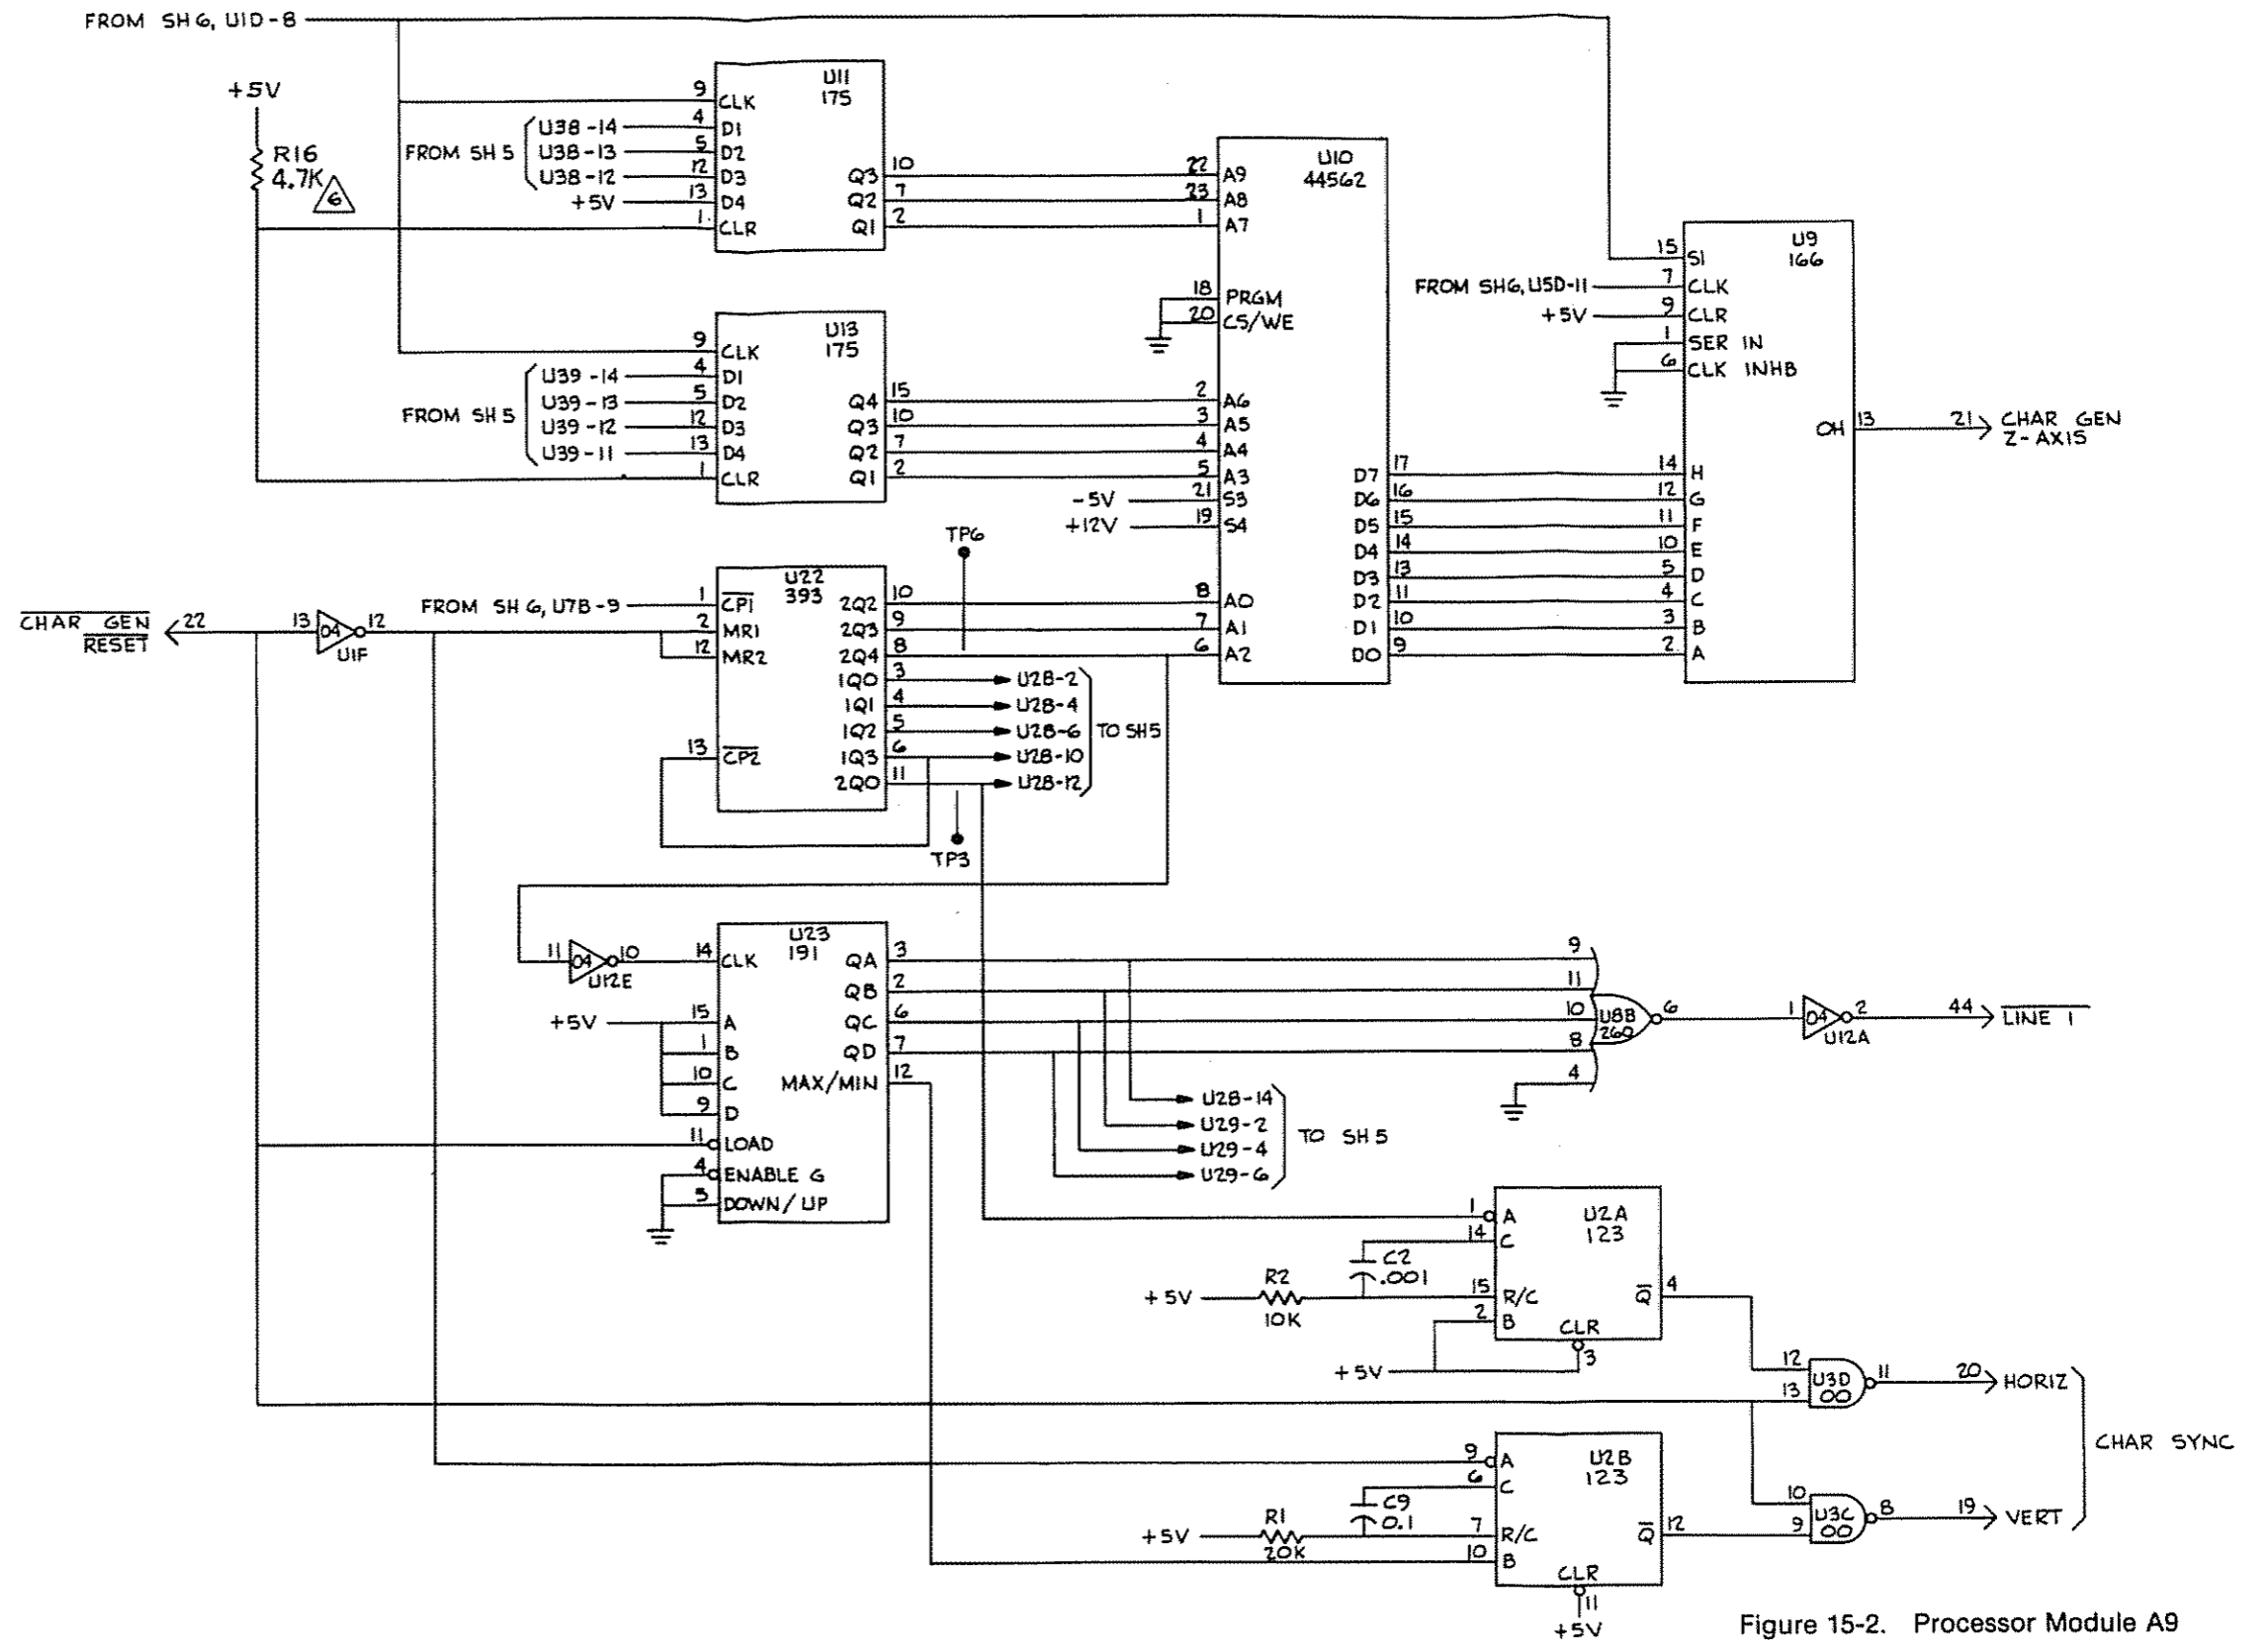 FROM SH 6, U1D-8
+5V
R16
4.7K
6
U11
175
9 CLK
FROM SH 5
U38-14 4 D1
U38-13 5 D2
U38-12 12 D3
+5V 13 D4
1 CLR
Q3 10
Q2 7
Q1 2
U13
175
9 CLK
FROM SH 5
U39-14 4 D1
U39-13 5 D2
U39-12 12 D3
U39-11 13 D4
1 CLR
Q4 15
Q3 10
Q2 7
Q1 2
U10
44562
22 A9
23 A8
1 A7
18 PRGM
20 CS/WE
2 A6
3 A5
4 A4
5 A3
-5V 21 S3
+12V 19 S4
8 A0
7 A1
6 A2
D7 17
D6 16
D5 15
D4 14
D3 13
D2 11
D1 10
D0 9
U9
166
15 S1
FROM SH6, U5D-11 7 CLK
+5V 9 CLR
1 SER IN
6 CLK INHB
OH 13
21 CHAR GEN
Z-AXIS
14 H
12 G
11 F
10 E
5 D
4 C
3 B
2 A
CHAR GEN
RESET
22
13 04 12
U1F
TP6
U22
393
FROM SH 6, U7B-9 1 CP1
2 MR1
12 MR2
13 CP2
2Q2 10
2Q3 9
2Q4 8
1Q0 3 U28-2
1Q1 4 U28-4
1Q2 5 U28-6
1Q3 6 U28-10
2Q0 11 U28-12
TO SH5
TP3
11 04 10
U12E
U23
191
14 CLK
+5V
15 A
1 B
10 C
9 D
11 LOAD
4 ENABLE G
5 DOWN/UP
QA 3
QB 2
QC 6
QD 7
MAX/MIN 12
9
11
10
8
4
U8B
260
6
1 04 2
U12A
44 LINE 1
U28-14
U29-2
U29-4
U29-6
TO SH 5
U2A
123
1 A
14 C
C2
.001
+5V
R2
10K
15 R/C
2 B
+5V
CLR
3
Q 4
12
13
U3D
00
11
20 HORIZ
U2B
123
9 A
6 C
C9
0.1
+5V
R1
20K
7 R/C
10 B
CLR
11
+5V
Q 12
10
9
U3C
00
8
19 VERT
CHAR SYNC
Figure 15-2. Processor Module A9